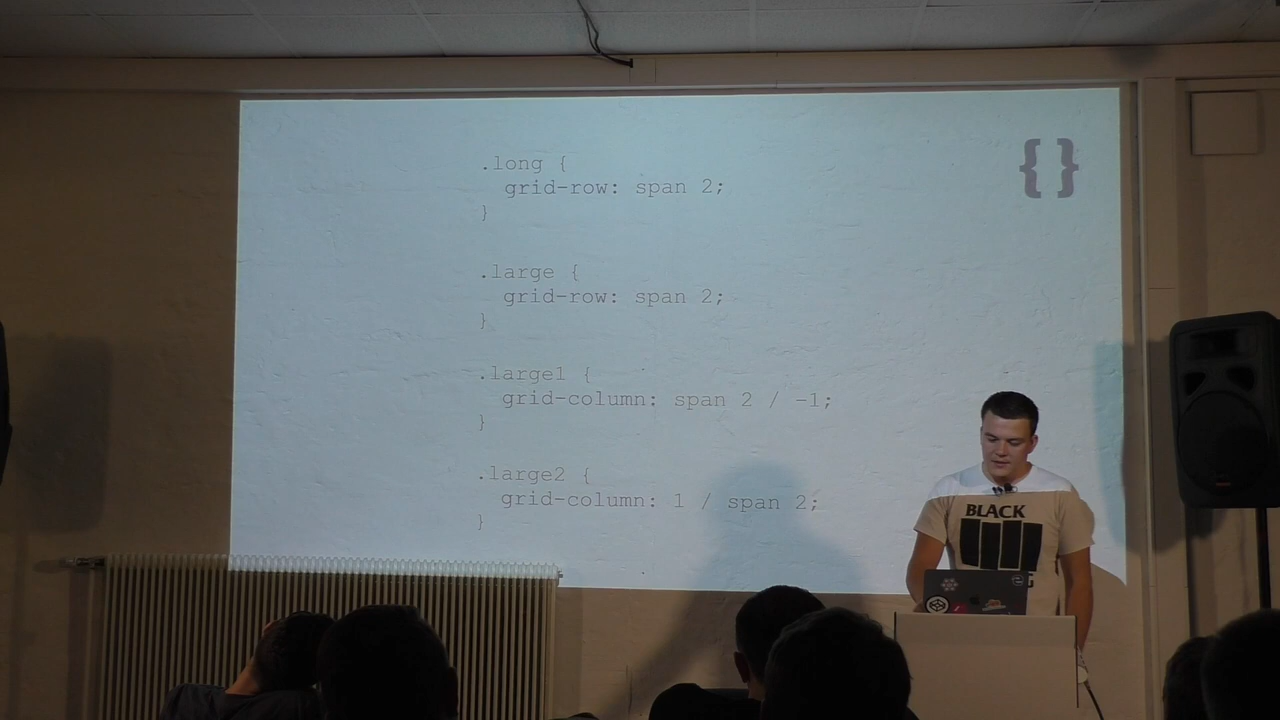 {}
.long {
  grid-row: span 2;
}
.large {
  grid-row: span 2;
}
.large1 {
  grid-column: span 2 / -1;
}
.large2 {
  grid-column: 1 / span 2;
}
BLACK